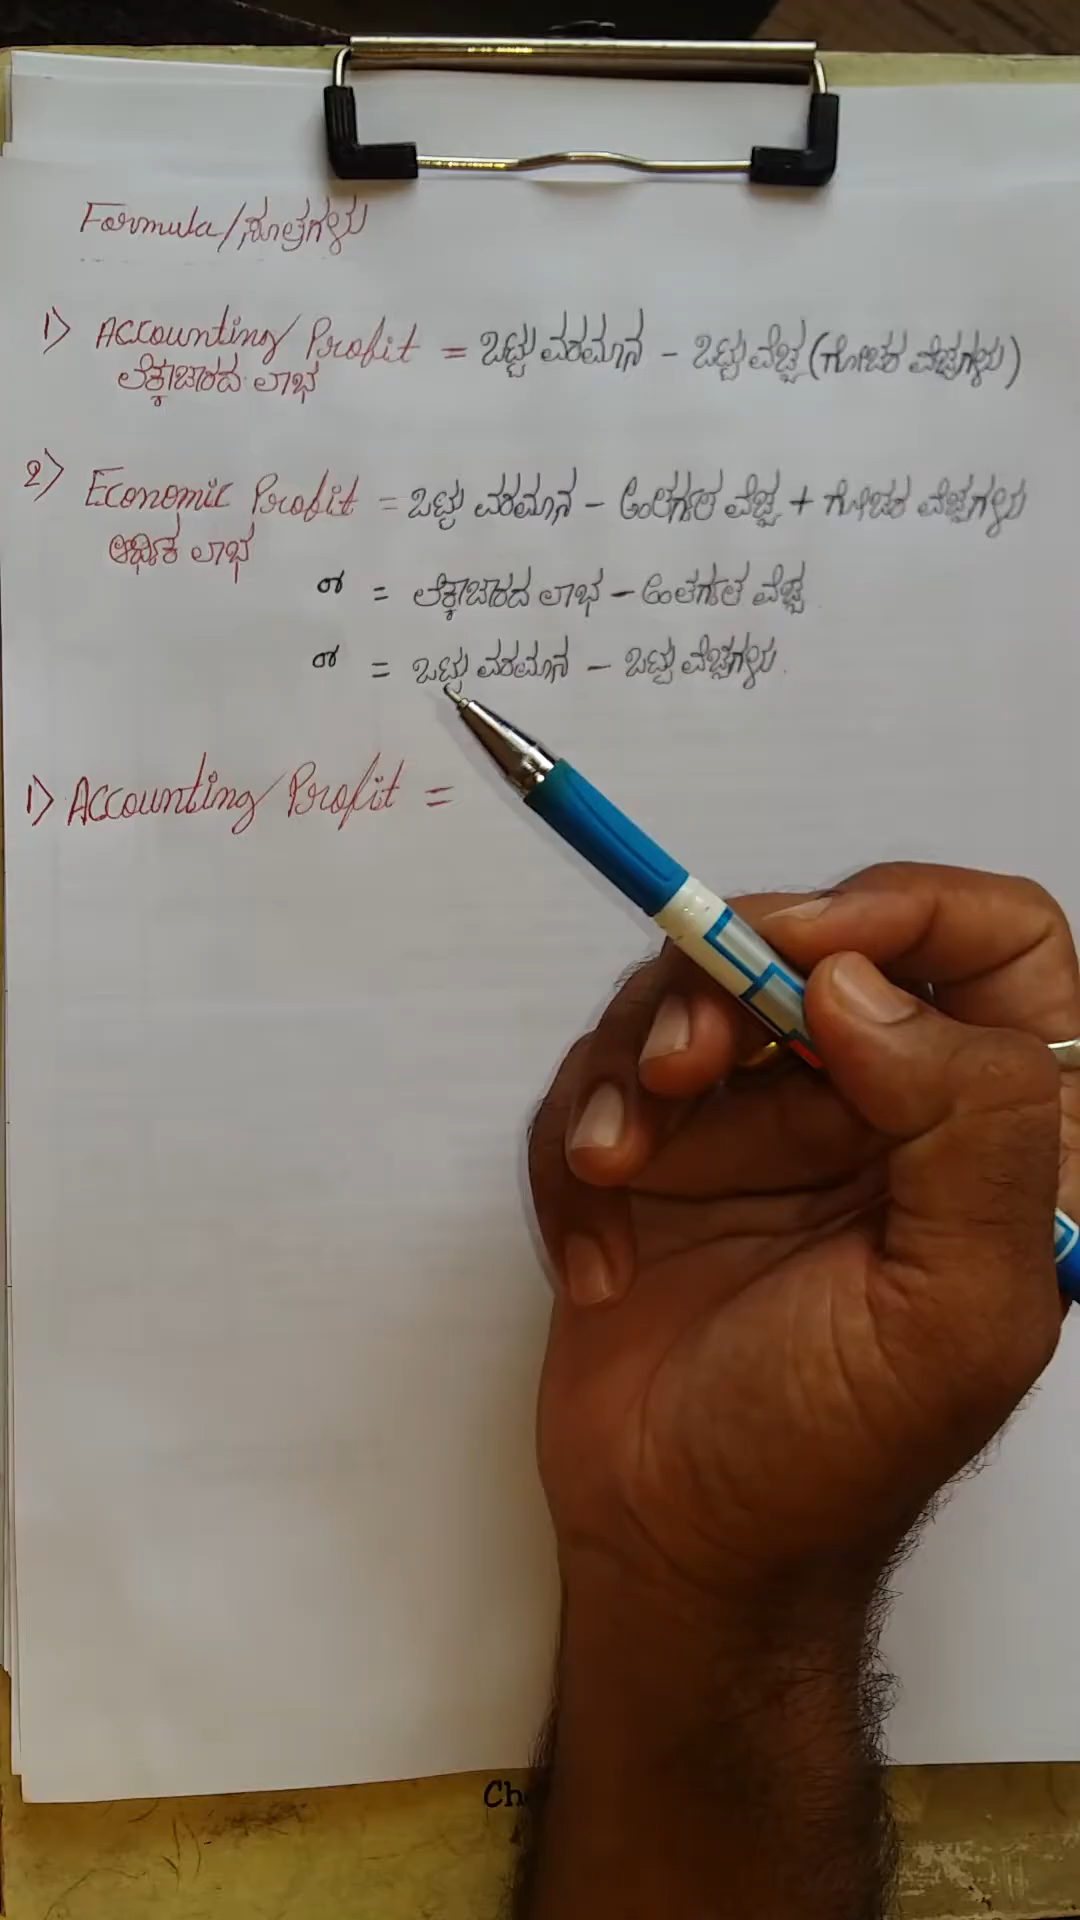 Formula/ಸೂತ್ರಗಳು
1) Accounting Profit = ಒಟ್ಟು ವರಮಾನ - ಒಟ್ಟು ವೆಚ್ಚ (ಗೋಚರ ವೆಚ್ಚಗಳು)
ಲೆಕ್ಕಾಚಾರದ ಲಾಭ
2) Economic Profit = ಒಟ್ಟು ವರಮಾನ - ಅಂತರ್ಗತ ವೆಚ್ಚ + ಗೋಚರ ವೆಚ್ಚಗಳು
ಆರ್ಥಿಕ ಲಾಭ
= ಲೆಕ್ಕಾಚಾರದ ಲಾಭ - ಅಂತರ್ಗತ ವೆಚ್ಚ
= ಒಟ್ಟು ವರಮಾನ - ಒಟ್ಟು ವೆಚ್ಚಗಳು.
1) Accounting Profit =